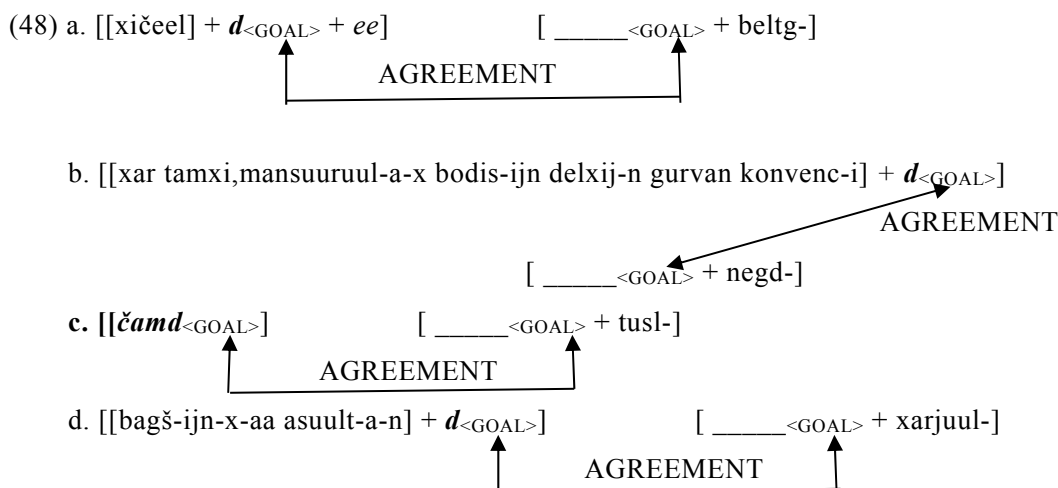 (48) a. [[xičeel] + d<GOAL> + ee] [ _____<GOAL> + beltg-]
AGREEMENT
b. [[xar tamxi,mansuuruul-a-x bodis-ijn delxij-n gurvan konvenc-i] + d<GOAL>]
AGREEMENT
[ _____<GOAL> + negd-]
c. [[čamd<GOAL>] [ _____<GOAL> + tusl-]
AGREEMENT
d. [[bagš-ijn-x-aa asuult-a-n] + d<GOAL>] [ _____<GOAL> + xarjuul-]
AGREEMENT